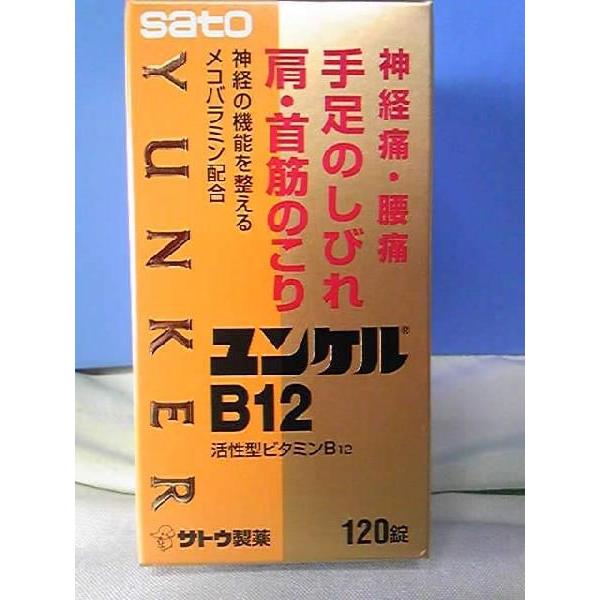 sato
YUNKER
神経痛・腰痛
手足のしびれ
肩・首筋のこり
神経の機能を整える
メコバラミン配合
ユンケル®
B12
活性型ビタミンB12
サトウ製薬
120錠